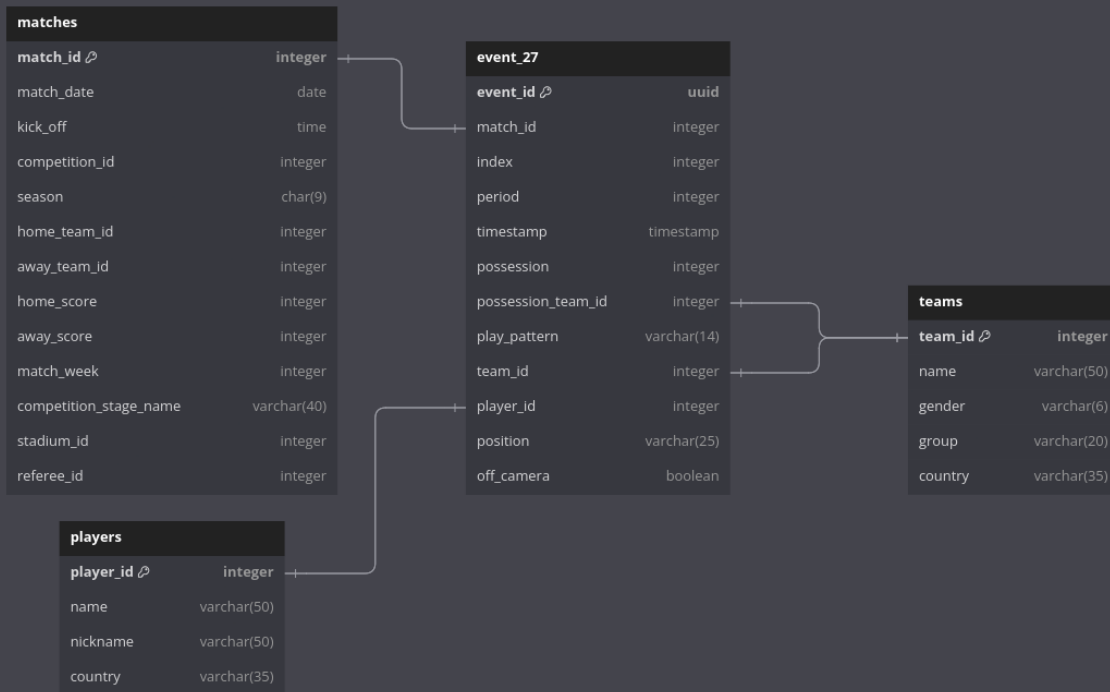 matches
match_id integer
match_date date
kick_off time
competition_id integer
season char(9)
home_team_id integer
away_team_id integer
home_score integer
away_score integer
match_week integer
competition_stage_name varchar(40)
stadium_id integer
referee_id integer
event_27
event_id uuid
match_id integer
index integer
period integer
timestamp timestamp
possession integer
possession_team_id integer
play_pattern varchar(14)
team_id integer
player_id integer
position varchar(25)
off_camera boolean
teams
team_id integer
name varchar(50)
gender varchar(6)
group varchar(20)
country varchar(35)
players
player_id integer
name varchar(50)
nickname varchar(50)
country varchar(35)